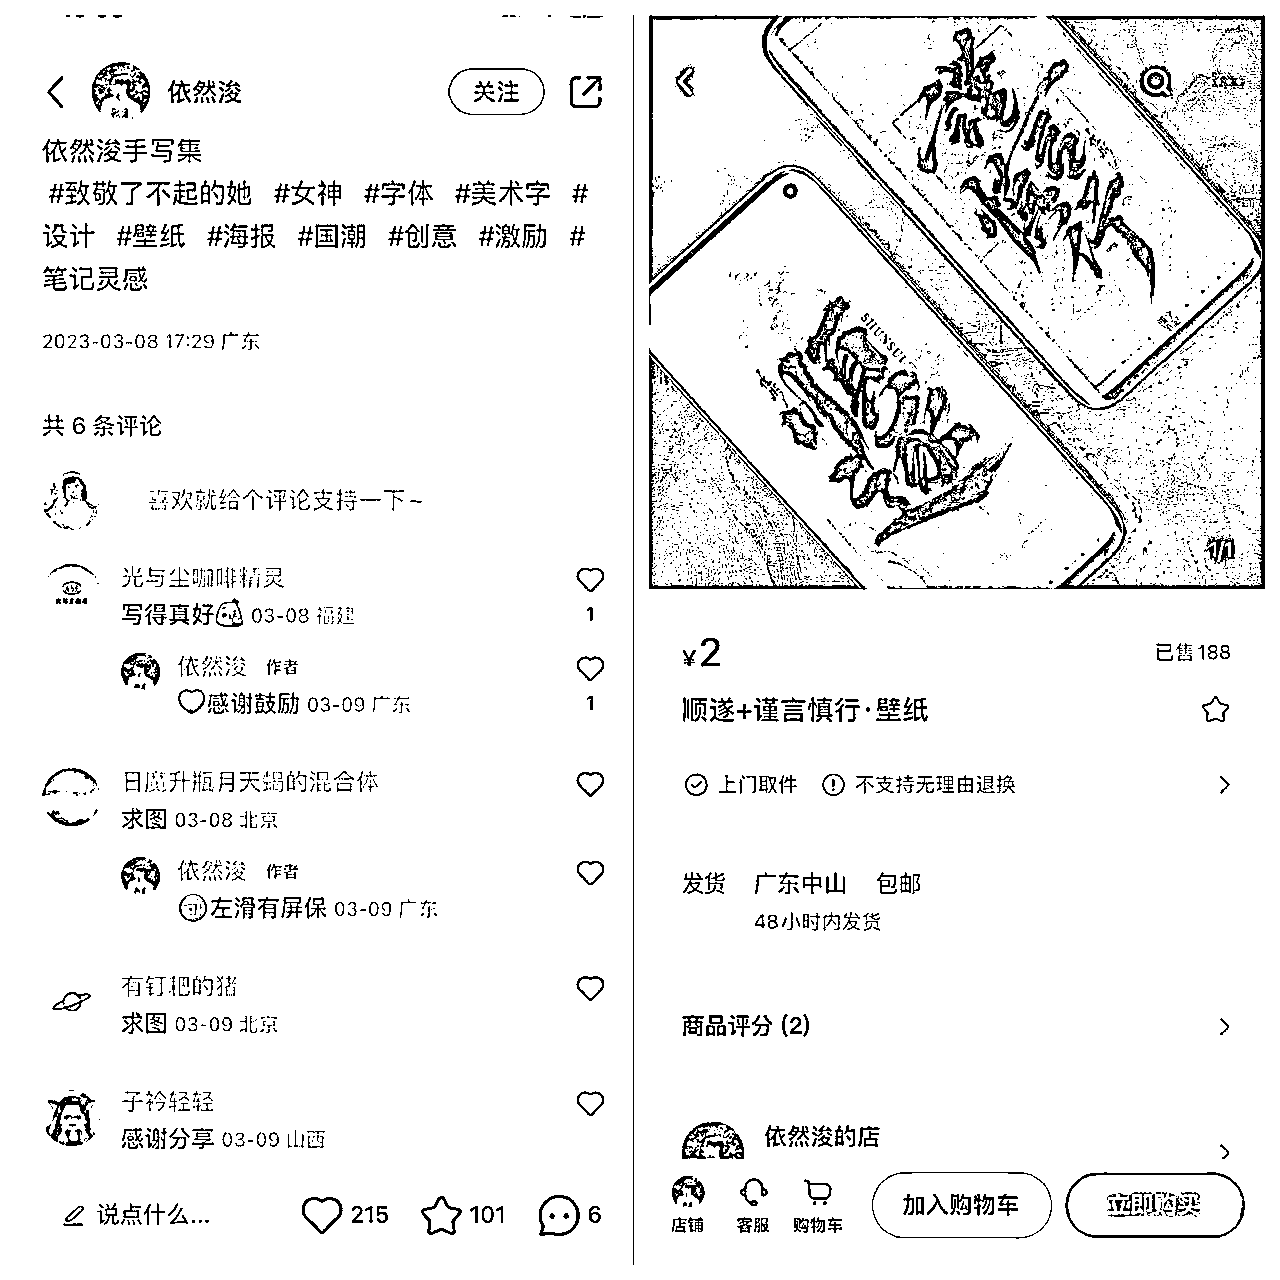 依然浚
关注
依然浚手写集
#致敬了不起的她 #女神 #字体 #美术字 #
设计 #壁纸 #海报 #国潮 #创意 #激励 #
笔记灵感
2023-03-08 17:29 广东
共 6 条评论
喜欢就给个评论支持一下~
光与尘咖啡精灵
写得真好 03-08 福建
1
依然浚 作者
感谢鼓励 03-09 广东
1
日魔升瓶月天蝎的混合体
求图 03-08 北京
依然浚 作者
左滑有屏保 03-09 广东
有钉耙的猪
求图 03-09 北京
子衿轻轻
感谢分享 03-09 山西
说点什么...
215
101
6
SHUNSUI
1/1
¥2
已售188
顺遂+谨言慎行·壁纸
上门取件 不支持无理由退换
发货 广东中山 包邮
48小时内发货
商品评分 (2)
依然浚的店
店铺
客服
购物车
加入购物车
立即购买